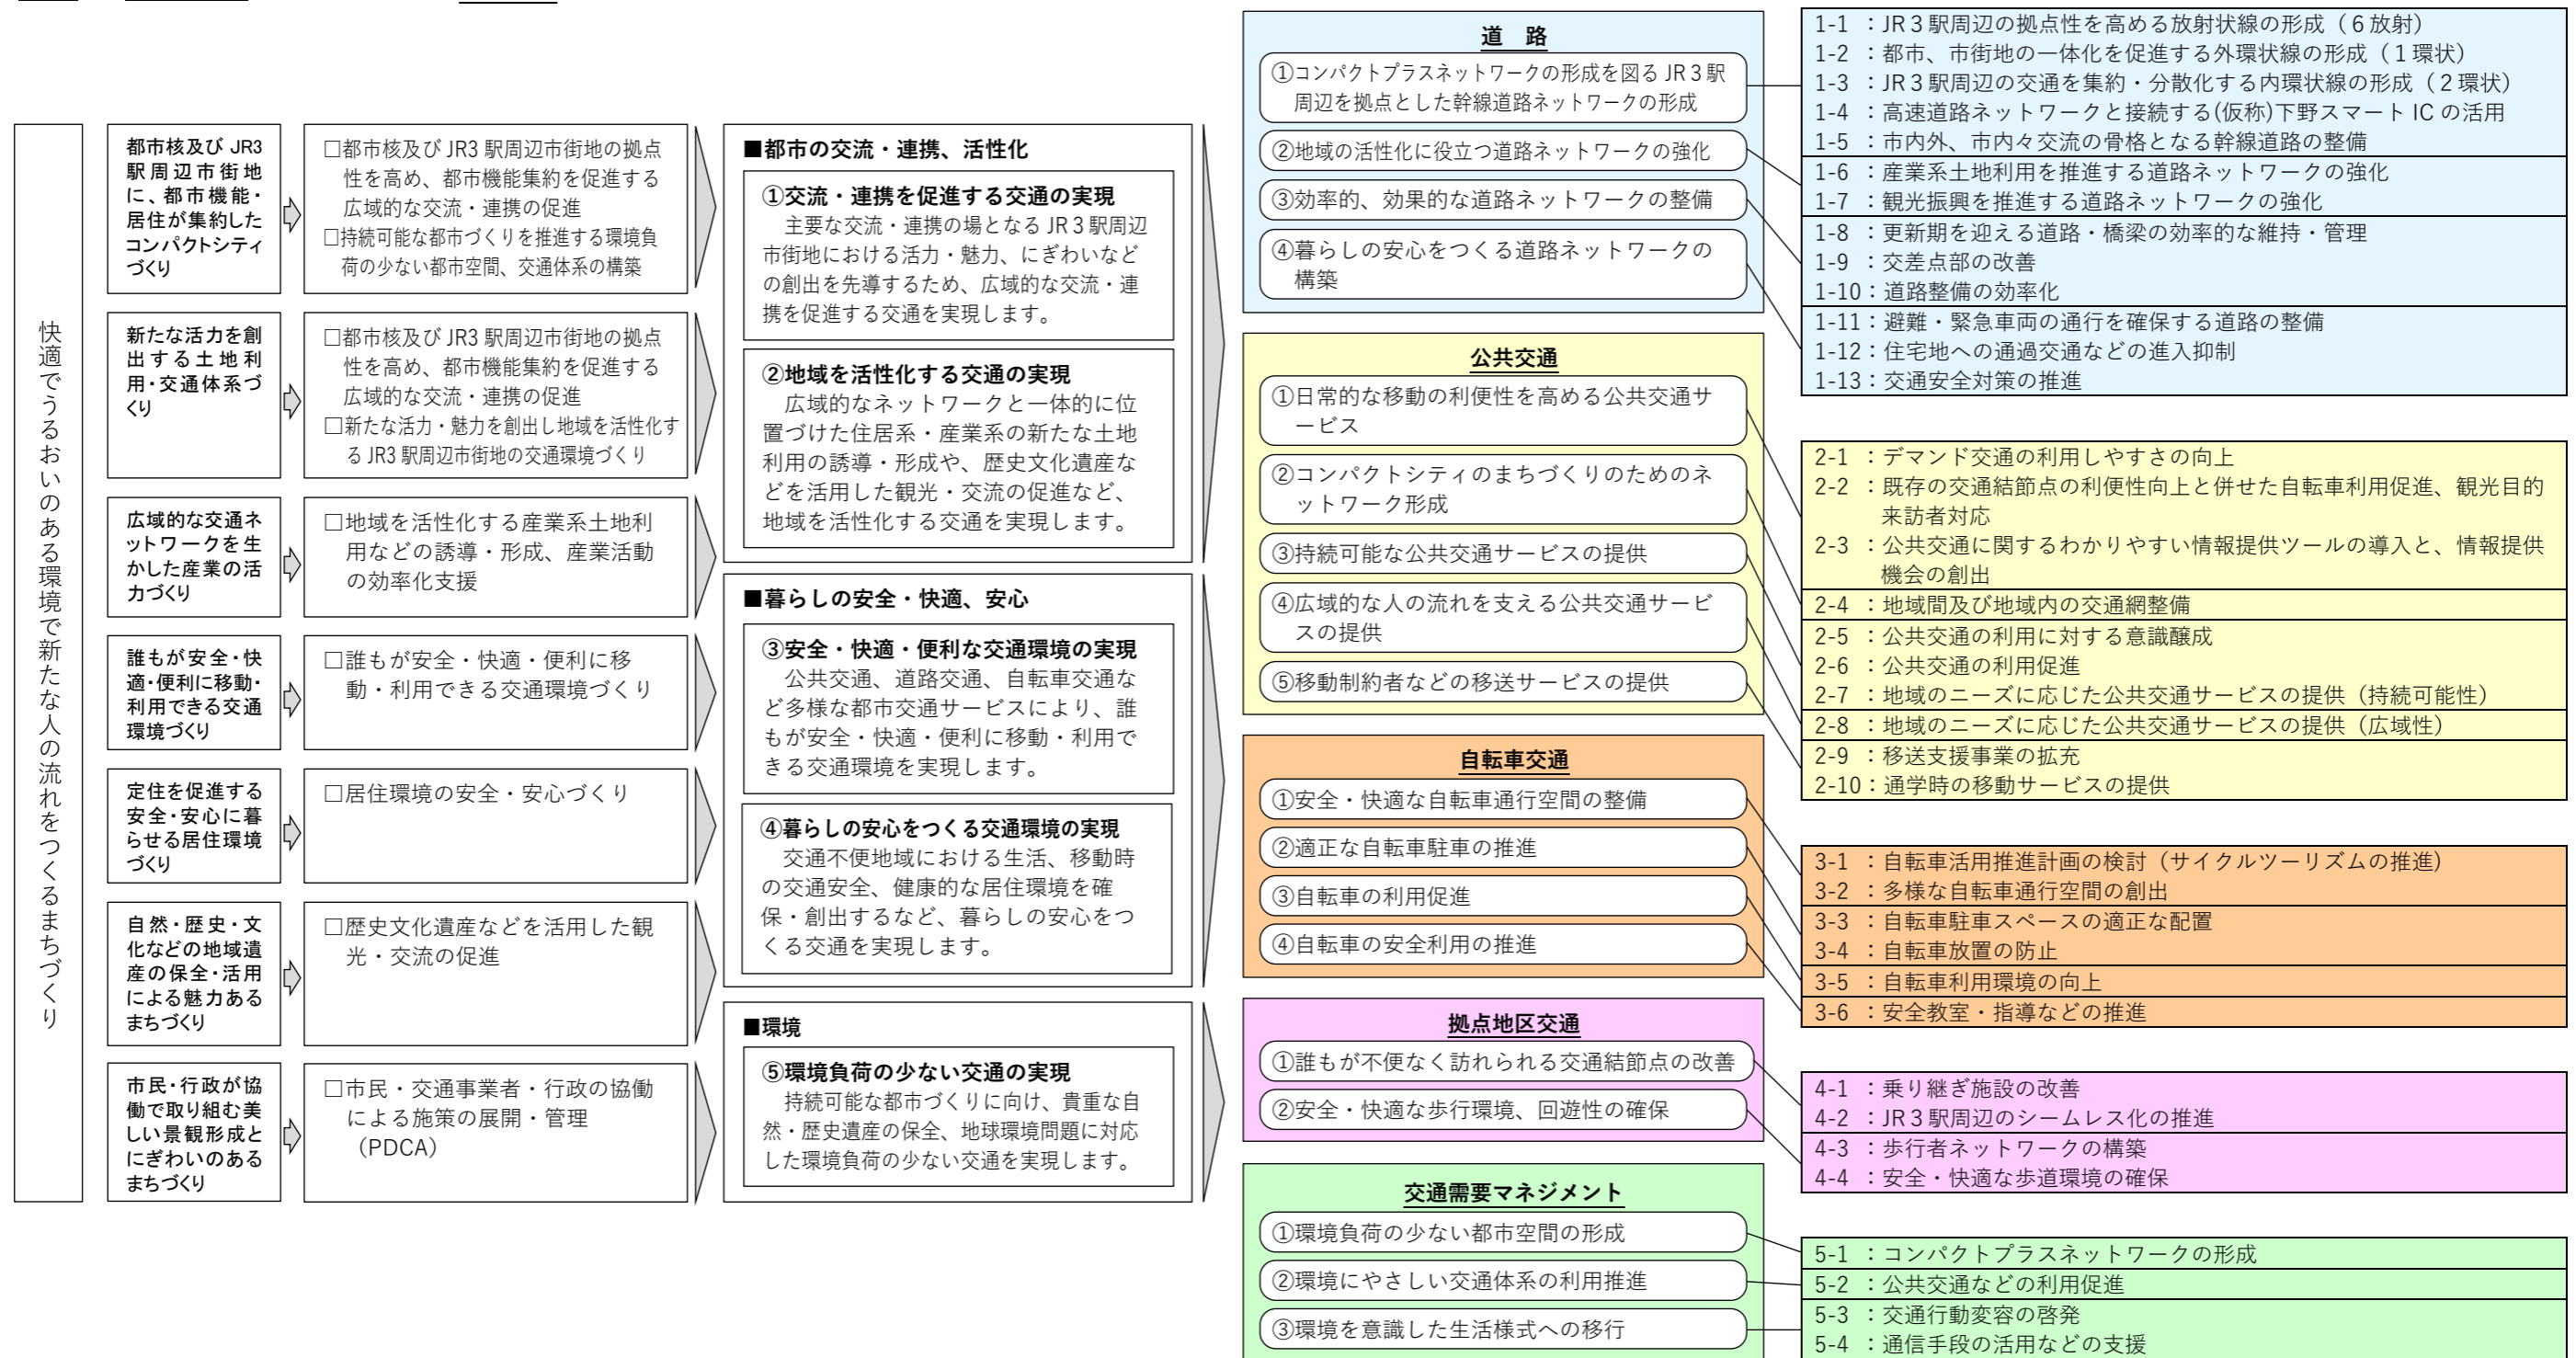 快適でうるおいのある環境で新たな人の流れをつくるまちづくり
都市核及び JR3
駅周辺市街地
に、都市機能・
居住が集約した
コンパクトシティ
づくり
□都市核及び JR3 駅周辺市街地の拠点
性を高め、都市機能集約を促進する
広域的な交流・連携の促進
□持続可能な都市づくりを推進する環境負
荷の少ない都市空間、交通体系の構築
新たな活力を創
出する土地利
用・交通体系づ
くり
□都市核及び JR3 駅周辺市街地の拠点
性を高め、都市機能集約を促進する
広域的な交流・連携の促進
□新たな活力・魅力を創出し地域を活性化す
る JR3 駅周辺市街地の交通環境づくり
広域的な交通ネ
ットワークを生
かした産業の活
力づくり
□地域を活性化する産業系土地利
用などの誘導・形成、産業活動
の効率化支援
誰もが安全・快
適・便利に移動・
利用できる交通
環境づくり
□誰もが安全・快適・便利に移
動・利用できる交通環境づくり
定住を促進する
安全・安心に暮
らせる居住環境
づくり
□居住環境の安全・安心づくり
自然・歴史・文
化などの地域遺
産の保全・活用
による魅力ある
まちづくり
□歴史文化遺産などを活用した観
光・交流の促進
市民・行政が協
働で取り組む美
しい景観形成と
にぎわいのある
まちづくり
□市民・交通事業者・行政の協働
による施策の展開・管理
（PDCA）
■都市の交流・連携、活性化
①交流・連携を促進する交通の実現
主要な交流・連携の場となる JR３駅周辺
市街地における活力・魅力、にぎわいなど
の創出を先導するため、広域的な交流・連
携を促進する交通を実現します。
②地域を活性化する交通の実現
広域的なネットワークと一体的に位
置づけた住居系・産業系の新たな土地
利用の誘導・形成や、歴史文化遺産な
どを活用した観光・交流の促進など、
地域を活性化する交通を実現します。
■暮らしの安全・快適、安心
③安全・快適・便利な交通環境の実現
公共交通、道路交通、自転車交通な
ど多様な都市交通サービスにより、誰
もが安全・快適・便利に移動・利用で
きる交通環境を実現します。
④暮らしの安心をつくる交通環境の実現
交通不便地域における生活、移動時
の交通安全、健康的な居住環境を確
保・創出するなど、暮らしの安心をつ
くる交通を実現します。
■環境
⑤環境負荷の少ない交通の実現
持続可能な都市づくりに向け、貴重な自
然・歴史遺産の保全、地球環境問題に対応
した環境負荷の少ない交通を実現します。
道　路
①コンパクトプラスネットワークの形成を図る JR３駅
周辺を拠点とした幹線道路ネットワークの形成
②地域の活性化に役立つ道路ネットワークの強化
③効率的、効果的な道路ネットワークの整備
④暮らしの安心をつくる道路ネットワークの
構築
1-1 ：JR３駅周辺の拠点性を高める放射状線の形成（６放射）
1-2 ：都市、市街地の一体化を促進する外環状線の形成（１環状）
1-3 ：JR３駅周辺の交通を集約・分散化する内環状線の形成（２環状）
1-4 ：高速道路ネットワークと接続する(仮称)下野スマート IC の活用
1-5 ：市内外、市内々交流の骨格となる幹線道路の整備
1-6 ：産業系土地利用を推進する道路ネットワークの強化
1-7 ：観光振興を推進する道路ネットワークの強化
1-8 ：更新期を迎える道路・橋梁の効率的な維持・管理
1-9 ：交差点部の改善
1-10：道路整備の効率化
1-11：避難・緊急車両の通行を確保する道路の整備
1-12：住宅地への通過交通などの進入抑制
1-13：交通安全対策の推進
公共交通
①日常的な移動の利便性を高める公共交通サ
ービス
②コンパクトシティのまちづくりのためのネ
ットワーク形成
③持続可能な公共交通サービスの提供
④広域的な人の流れを支える公共交通サービ
スの提供
⑤移動制約者などの移送サービスの提供
2-1 ：デマンド交通の利用しやすさの向上
2-2 ：既存の交通結節点の利便性向上と併せた自転車利用促進、観光目的
来訪者対応
2-3 ：公共交通に関するわかりやすい情報提供ツールの導入と、情報提供
機会の創出
2-4 ：地域間及び地域内の交通網整備
2-5 ：公共交通の利用に対する意識醸成
2-6 ：公共交通の利用促進
2-7 ：地域のニーズに応じた公共交通サービスの提供（持続可能性）
2-8 ：地域のニーズに応じた公共交通サービスの提供（広域性）
2-9 ：移送支援事業の拡充
2-10：通学時の移動サービスの提供
自転車交通
①安全・快適な自転車通行空間の整備
②適正な自転車駐車の推進
③自転車の利用促進
④自転車の安全利用の推進
3-1 ：自転車活用推進計画の検討（サイクルツーリズムの推進）
3-2 ：多様な自転車通行空間の創出
3-3 ：自転車駐車スペースの適正な配置
3-4 ：自転車放置の防止
3-5 ：自転車利用環境の向上
3-6 ：安全教室・指導などの推進
拠点地区交通
①誰もが不便なく訪れられる交通結節点の改善
②安全・快適な歩行環境、回遊性の確保
4-1 ：乗り継ぎ施設の改善
4-2 ：JR３駅周辺のシームレス化の推進
4-3 ：歩行者ネットワークの構築
4-4 ：安全・快適な歩道環境の確保
交通需要マネジメント
①環境負荷の少ない都市空間の形成
②環境にやさしい交通体系の利用推進
③環境を意識した生活様式への移行
5-1 ：コンパクトプラスネットワークの形成
5-2 ：公共交通などの利用促進
5-3 ：交通行動変容の啓発
5-4 ：通信手段の活用などの支援